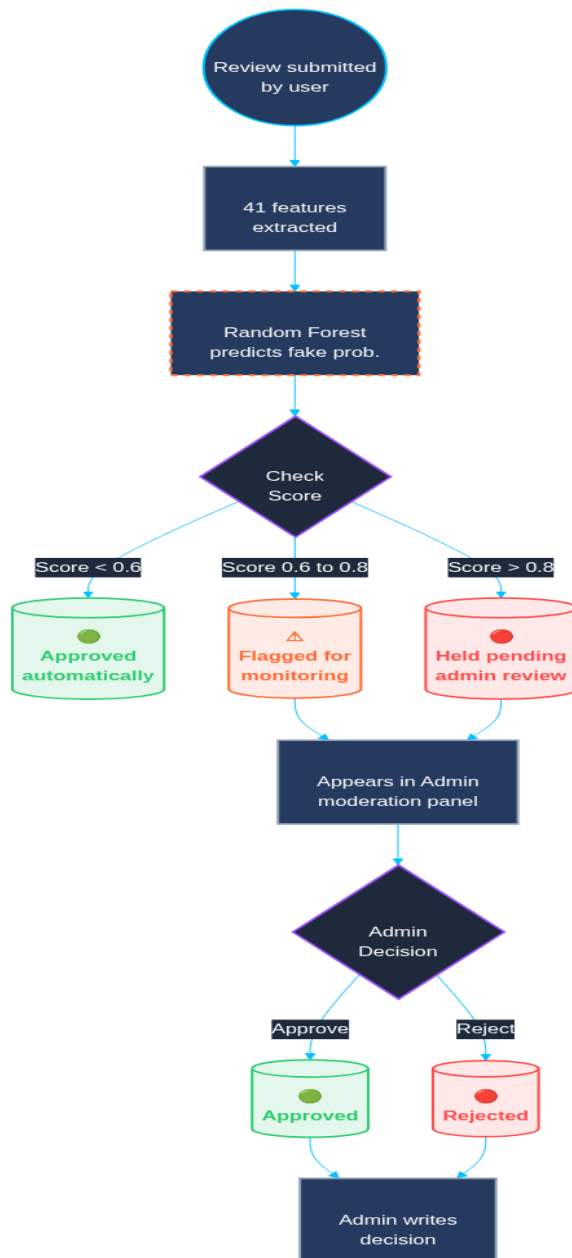 Review submitted
by user
41 features
extracted
Random Forest
predicts fake prob.
Check
Score
Score < 0.6
Score 0.6 to 0.8
Score > 0.8
Approved
automatically
Flagged for
monitoring
Held pending
admin review
Appears in Admin
moderation panel
Admin
Decision
Approve
Reject
Approved
Rejected
Admin writes
decision